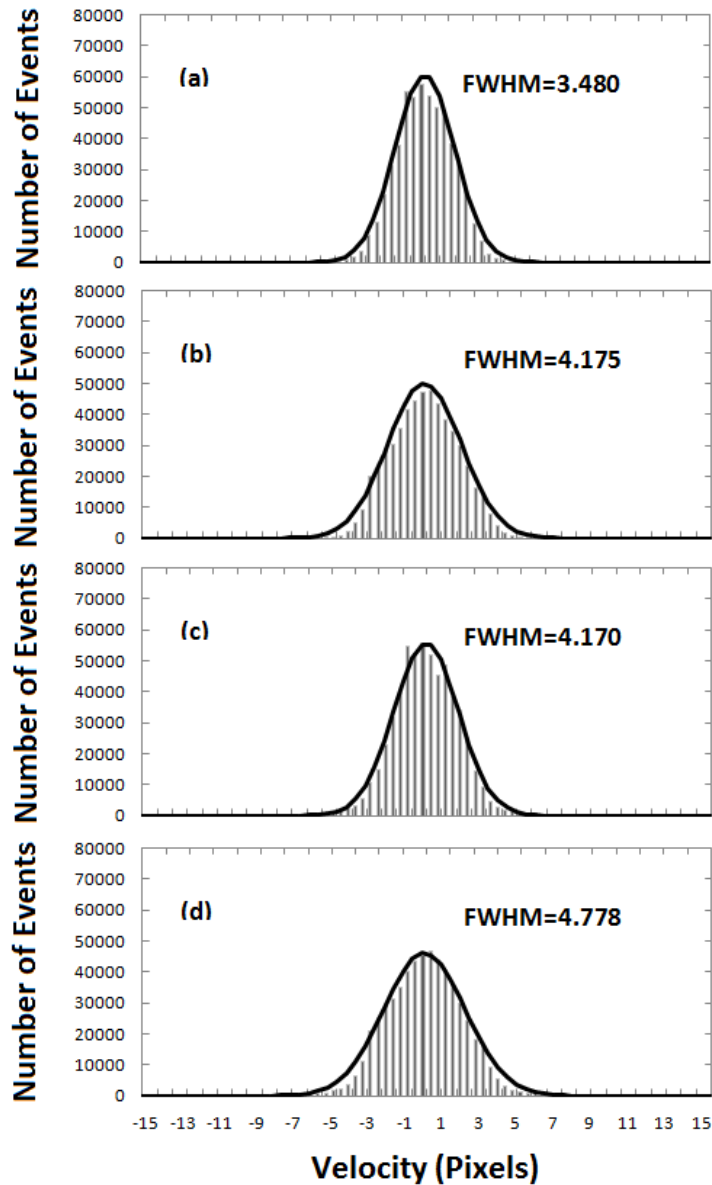 Number of Events
80000
70000
60000
50000
40000
30000
20000
10000
0
(a)
FWHM=3.480
Number of Events
80000
70000
60000
50000
40000
30000
20000
10000
0
(b)
FWHM=4.175
Number of Events
80000
70000
60000
50000
40000
30000
20000
10000
0
(c)
FWHM=4.170
Number of Events
80000
70000
60000
50000
40000
30000
20000
10000
0
(d)
FWHM=4.778
-15 -13 -11 -9 -7 -5 -3 -1 1 3 5 7 9 11 13 15
Velocity (Pixels)